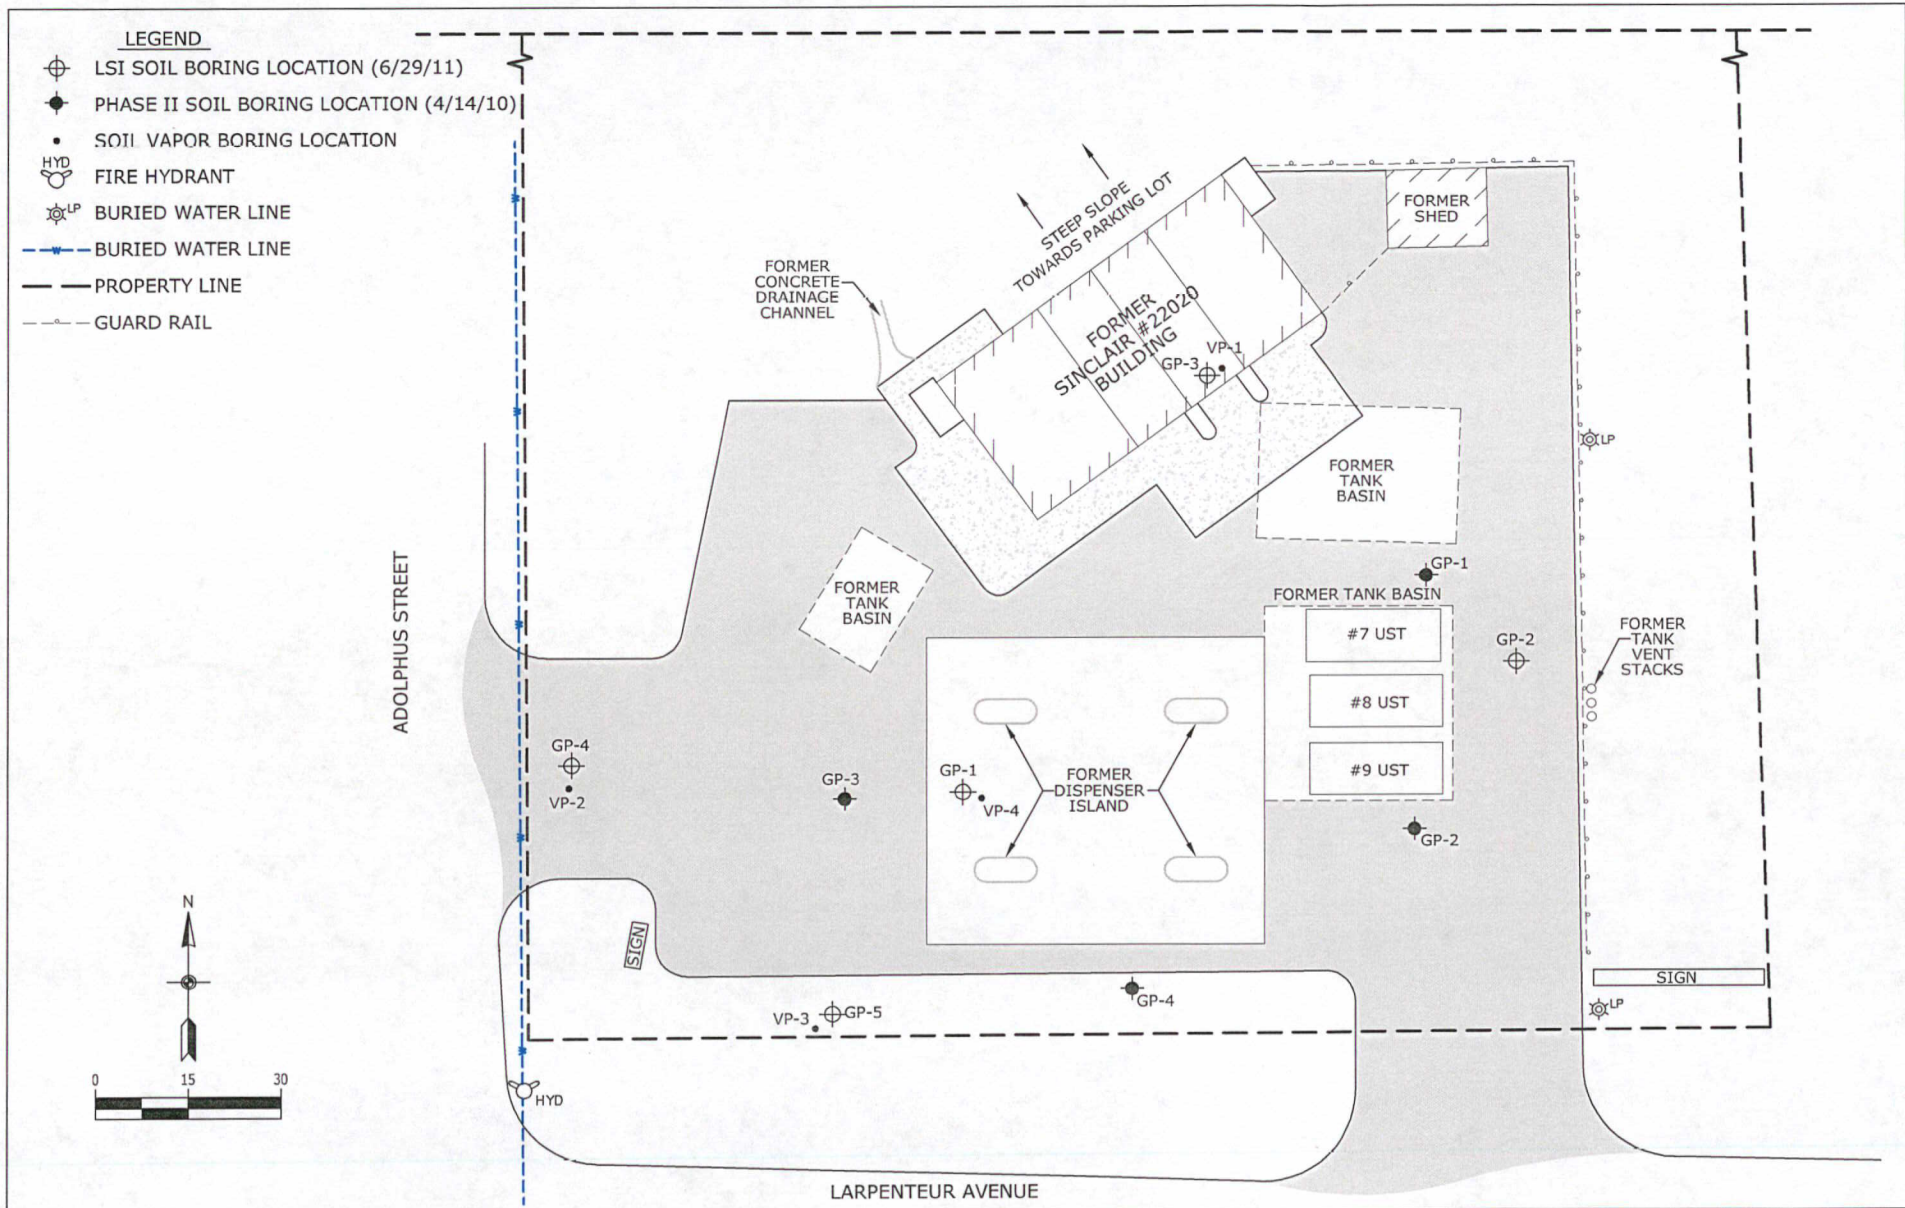 LEGEND
LSI SOIL BORING LOCATION (6/29/11)
PHASE II SOIL BORING LOCATION (4/14/10)
SOIL VAPOR BORING LOCATION
HYD
FIRE HYDRANT
LP
BURIED WATER LINE
W
BURIED WATER LINE
PROPERTY LINE
GUARD RAIL
STEEP SLOPE
TOWARDS PARKING LOT
FORMER
SHED
FORMER
CONCRETE
DRAINAGE
CHANNEL
FORMER
SINCLAIR #22020
BUILDING
VP-1
GP-3
LP
FORMER
TANK
BASIN
FORMER
TANK
BASIN
GP-1
FORMER TANK BASIN
#7 UST
#8 UST
#9 UST
GP-2
FORMER
TANK
VENT
STACKS
ADOLPHUS STREET
GP-4
VP-2
GP-3
GP-1
VP-4
FORMER
DISPENSER
ISLAND
GP-2
N
SIGN
SIGN
GP-4
LP
VP-3
GP-5
0 15 30
HYD
LARPENTEUR AVENUE